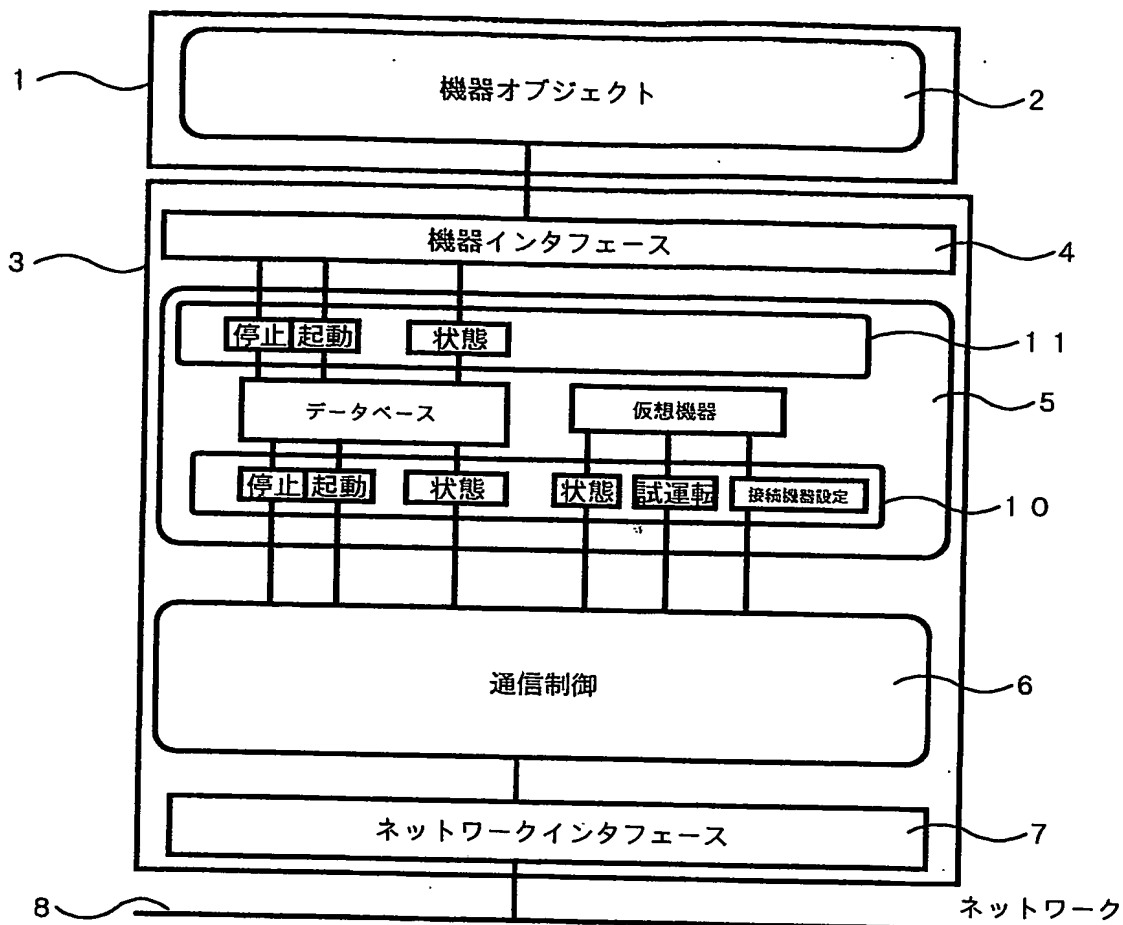 機器オブジェクト
1
2
機器インタフェース
3
4
停止 起動 状態
11
データベース 仮想機器
5
停止 起動 状態 状態 試運転 接続機器設定
10
通信制御
6
ネットワークインタフェース
7
8
ネットワーク